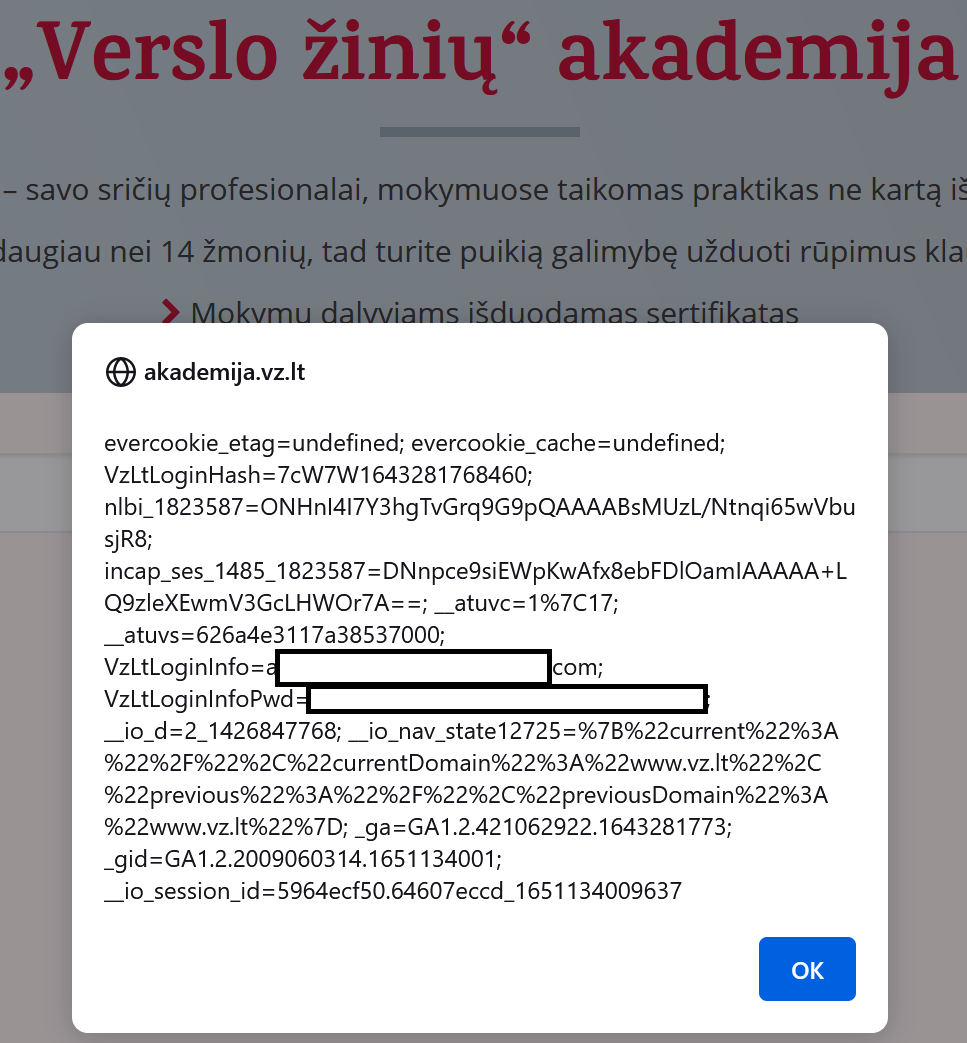 „Verslo žinių“ akademija
– savo sričių profesionalai, mokymuose taikomas praktikas ne kartą iš
daugiau nei 14 žmonių, tad turite puikią galimybę užduoti rūpimus kla
Mokymų dalyviams išduodamas sertifikatas
akademija.vz.lt
evercookie_etag=undefined; evercookie_cache=undefined;
VzLtLoginHash=7cW7W1643281768460;
nlbi_1823587=ONHnI4I7Y3hgTvGrq9G9pQAAAABsMUzL/Ntnqi65wVbu
sjR8;
incap_ses_1485_1823587=DNnpce9siEWpKwAfx8ebFDlOamIAAAAA+L
Q9zleXEwmV3GcLHWOr7A==; __atuvc=1%7C17;
__atuvs=626a4e3117a38537000;
VzLtLoginInfo=a com;
VzLtLoginInfoPwd= ;
__io_d=2_1426847768; __io_nav_state12725=%7B%22current%22%3A
%22%2F%22%2C%22currentDomain%22%3A%22www.vz.lt%22%2C
%22previous%22%3A%22%2F%22%2C%22previousDomain%22%3A
%22www.vz.lt%22%7D; _ga=GA1.2.421062922.1643281773;
_gid=GA1.2.2009060314.1651134001;
__io_session_id=5964ecf50.64607eccd_1651134009637
OK